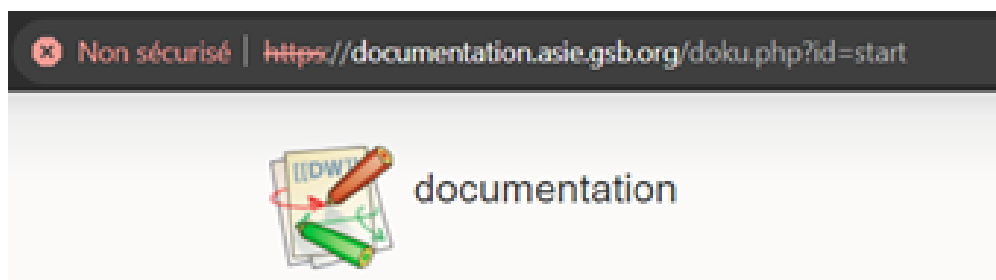 Non sécurisé | https://documentation.asie.gsb.org/doku.php?id=start
[[DW]]
documentation